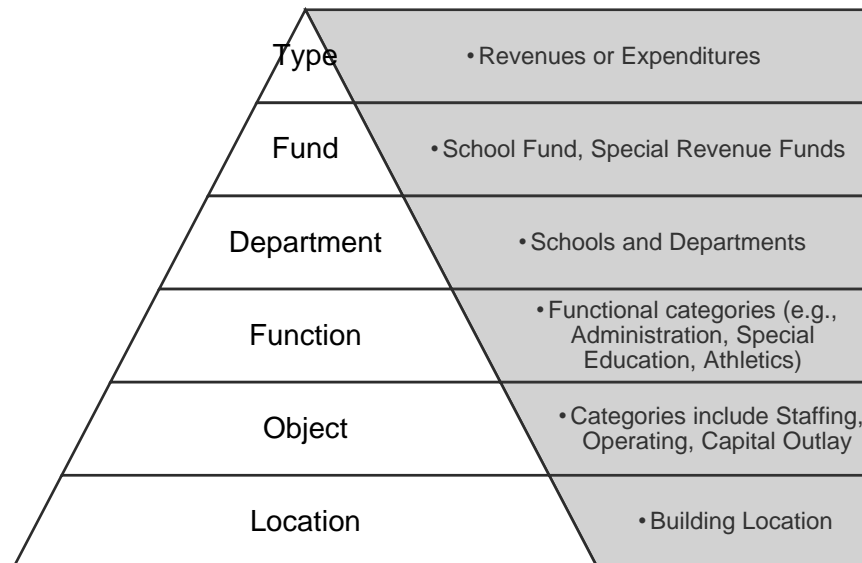 Type
• Revenues or Expenditures
Fund
• School Fund, Special Revenue Funds
Department
• Schools and Departments
Function
• Functional categories (e.g.,
Administration, Special
Education, Athletics)
Object
• Categories include Staffing,
Operating, Capital Outlay
Location
• Building Location